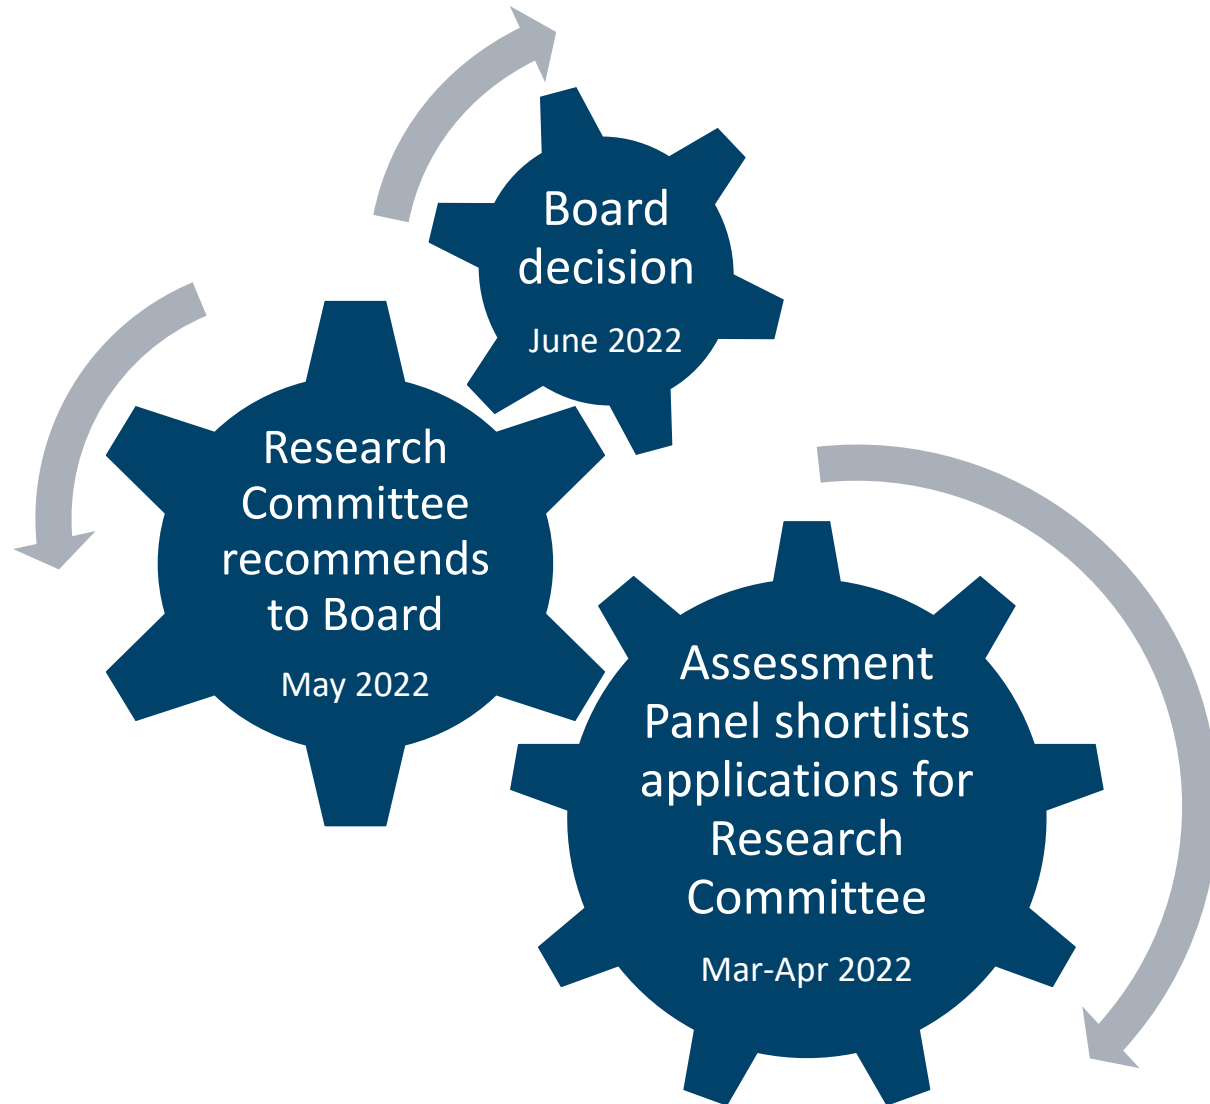 Board
decision
June 2022
Research
Committee
recommends
to Board
May 2022
Assessment
Panel shortlists
applications for
Research
Committee
Mar-Apr 2022